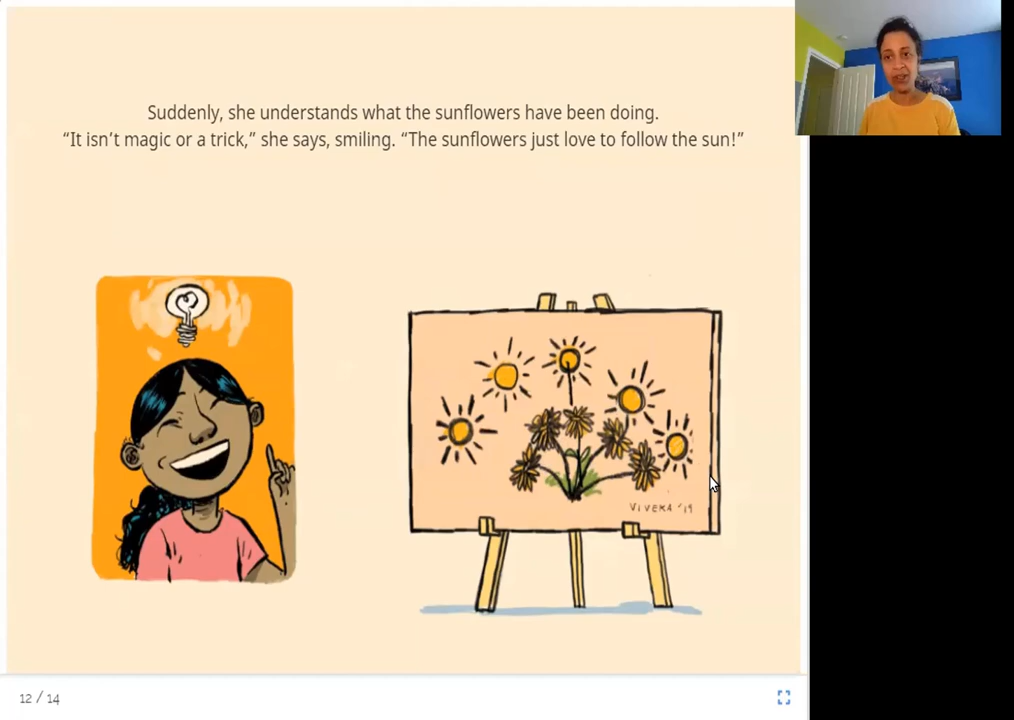 Suddenly, she understands what the sunflowers have been doing.
“It isn’t magic or a trick,” she says, smiling. “The sunflowers just love to follow the sun!”
VIVEKA ‘19
12 / 14